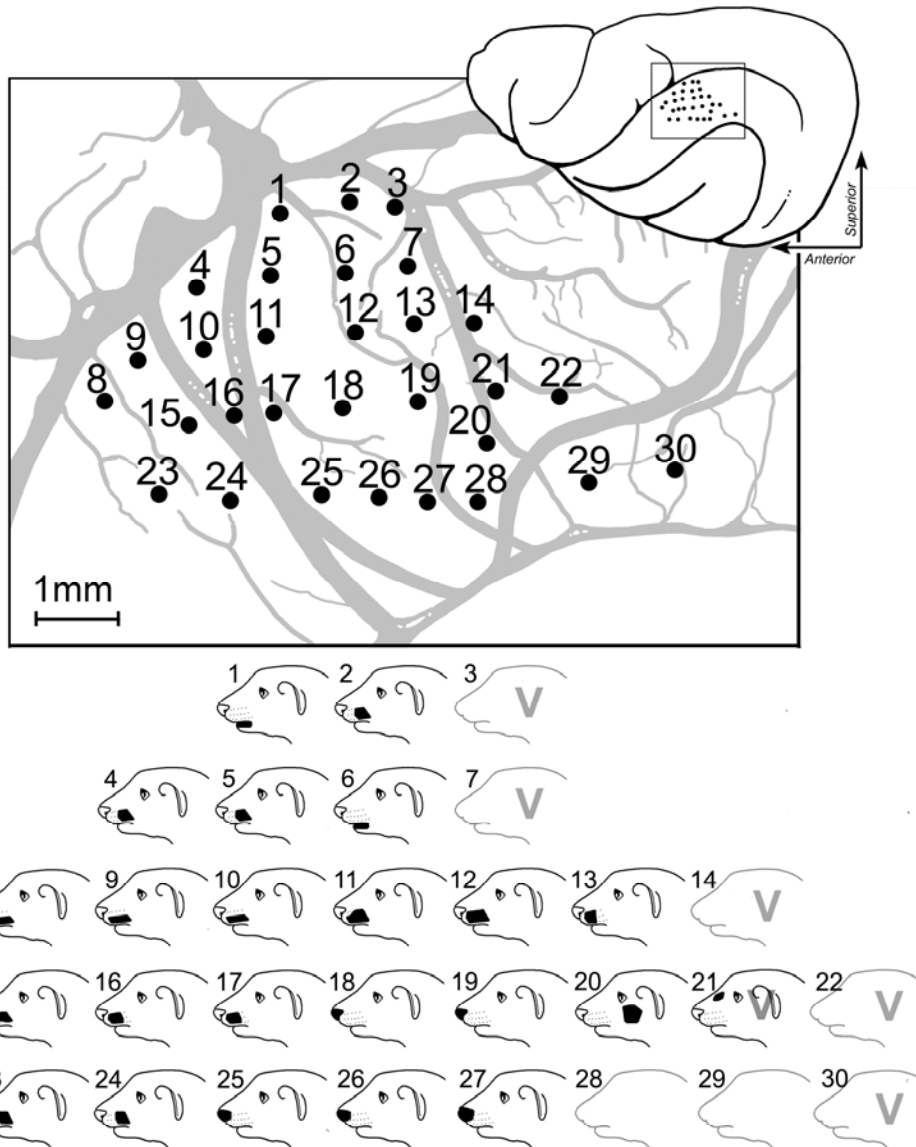 Superior
Anterior
1 2 3
4 5 6 7
8 9 10 11 12 13 14
15 16 17 18 19 20 21 22
23 24 25 26 27 28 29 30
1mm
1 2 3 V
4 5 6 7 V
9 10 11 12 13 14 V
16 17 18 19 20 21 V 22 V
24 25 26 27 28 29 30 V